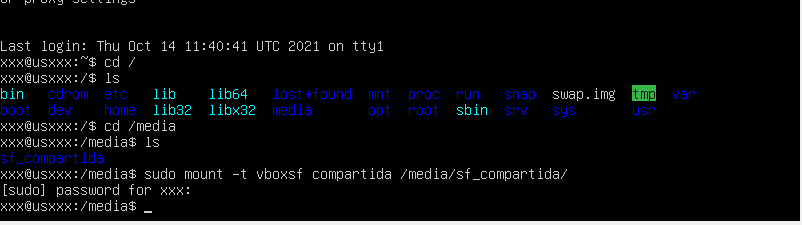 Last login: Thu Oct 14 11:40:41 UTC 2021 on tty1
xxx@usxxx:~$ cd /
xxx@usxxx:/$ ls
bin cdrom etc lib lib64 lost+found mnt proc run snap swap.img tmp var
boot dev home lib32 libx32 media opt root sbin srv sys usr
xxx@usxxx:/$ cd /media
xxx@usxxx:/media$ ls
sf_compartida
xxx@usxxx:/media$ sudo mount -t vboxsf compartida /media/sf_compartida/
[sudo] password for xxx:
xxx@usxxx:/media$ _